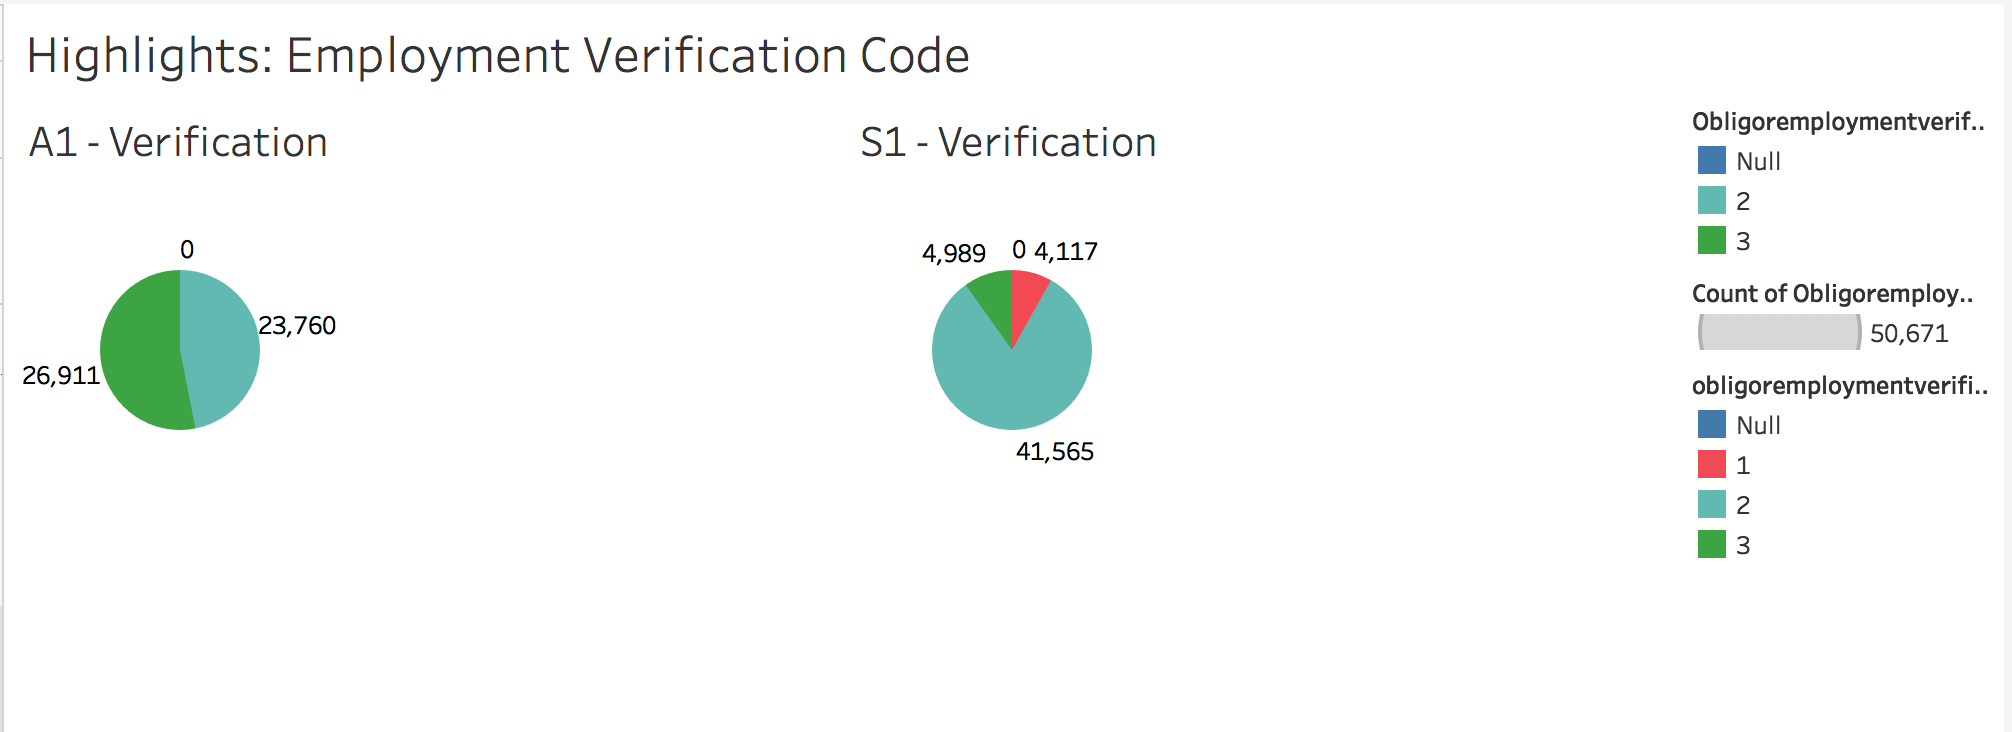 Highlights: Employment Verification Code
A1 - Verification
0
23,760
26,911
S1 - Verification
4,989
0
4,117
41,565
Obligoremploymentverif..
Null
2
3
Count of Obligoremploy..
50,671
obligoremploymentverifi..
Null
1
2
3